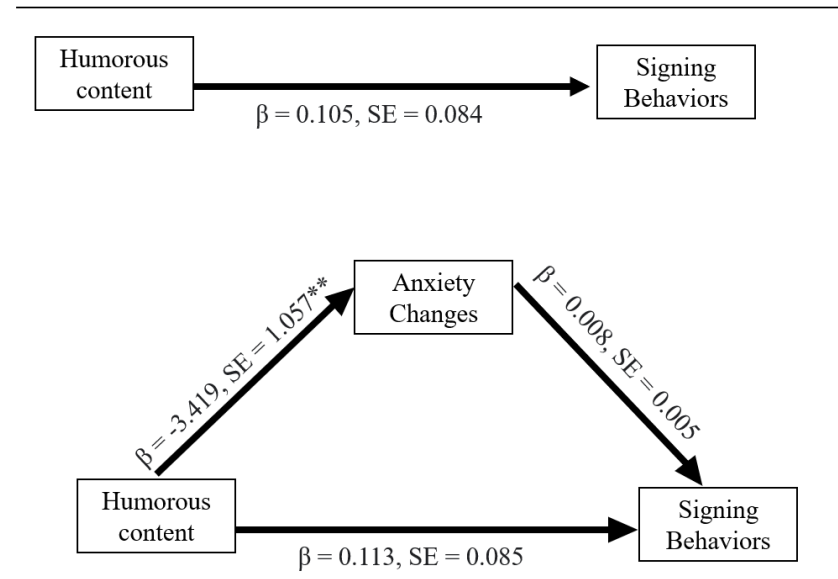 Humorous
content
Signing
Behaviors
β = 0.105, SE = 0.084
Anxiety
Changes
β = -3.419, SE = 1.057**
β = 0.008, SE = 0.005
Humorous
content
Signing
Behaviors
β = 0.113, SE = 0.085